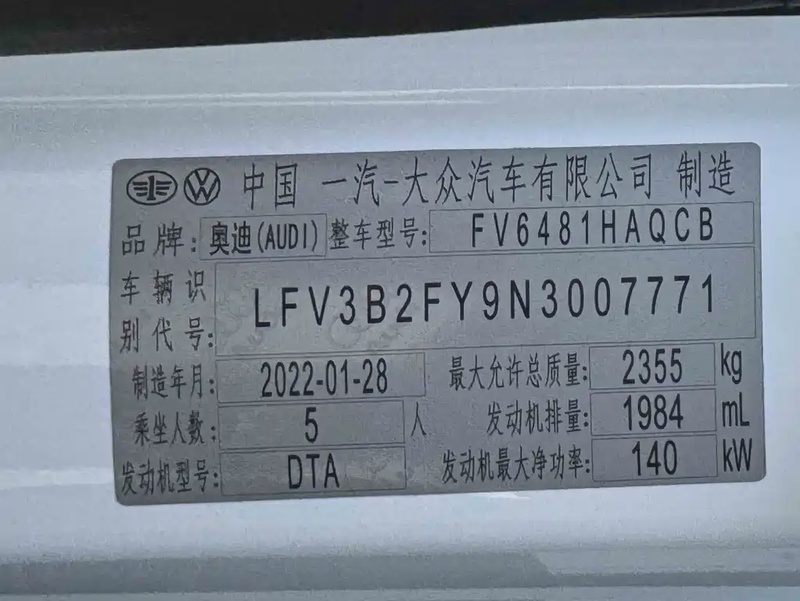 中国 一汽-大众汽车有限公司 制造
品牌: 奥迪(AUDI) 整车型号: FV6481HAQCB
车辆识别代号: LFV3B2FY9N3007771
制造年月: 2022-01-28 最大允许总质量: 2355 kg
乘坐人数: 5 人 发动机排量: 1984 mL
发动机型号: DTA 发动机最大净功率: 140 kW